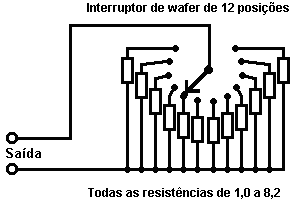 Interruptor de wafer de 12 posições
Saída
Todas as resistências de 1,0 a 8,2